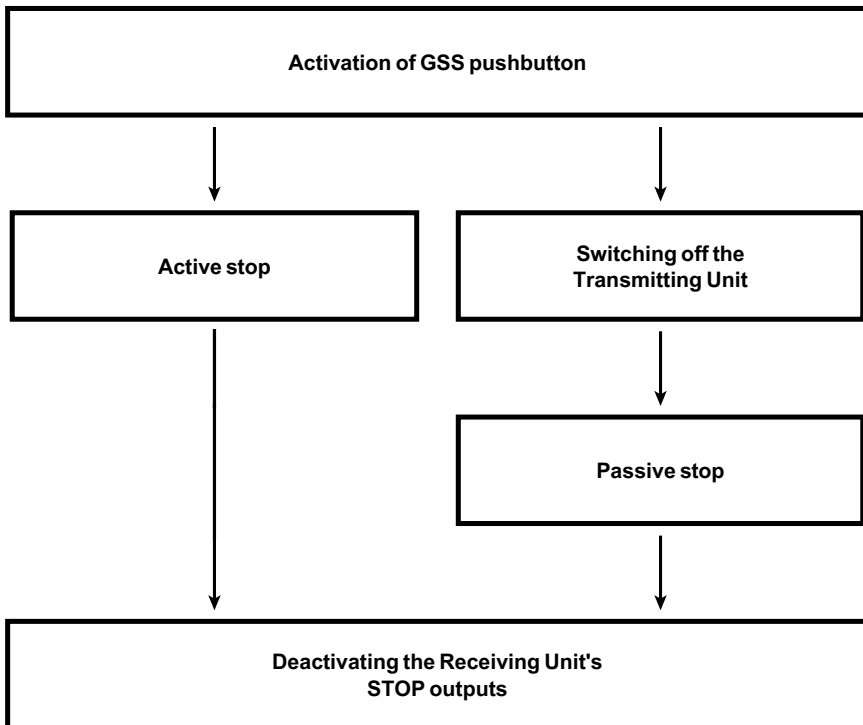 Activation of GSS pushbutton
Active stop
Switching off the
Transmitting Unit
Passive stop
Deactivating the Receiving Unit's
STOP outputs